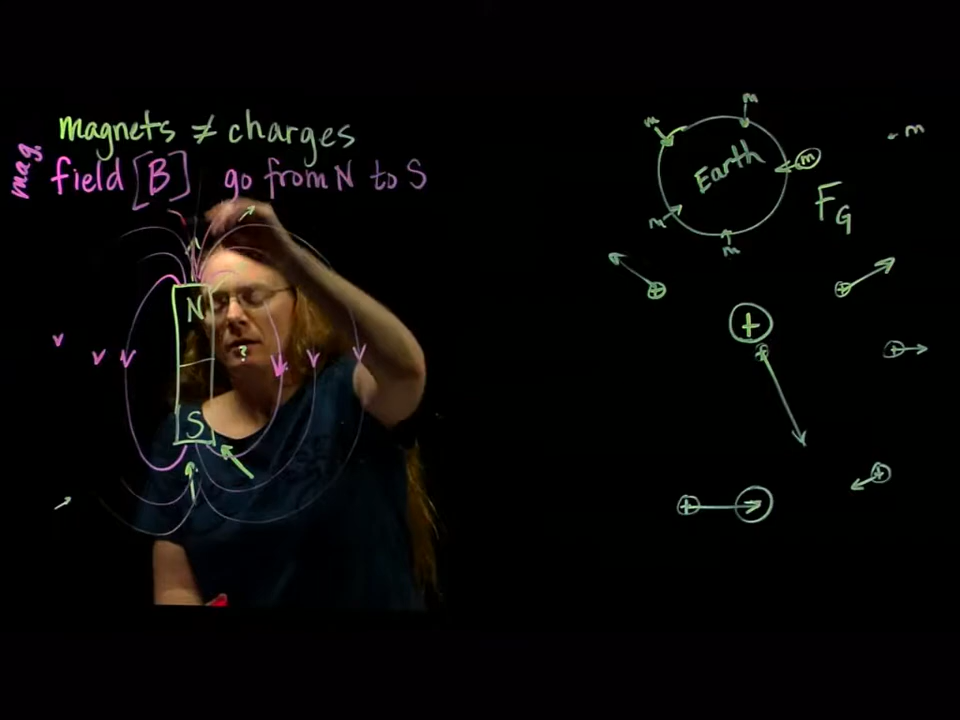 magnets ≠ charges
mag. field [B] go from N to S
N
?
S
v v v v v v
m
m
m
m
m
m
Earth
F_G
+
+
+
+
+
+
+